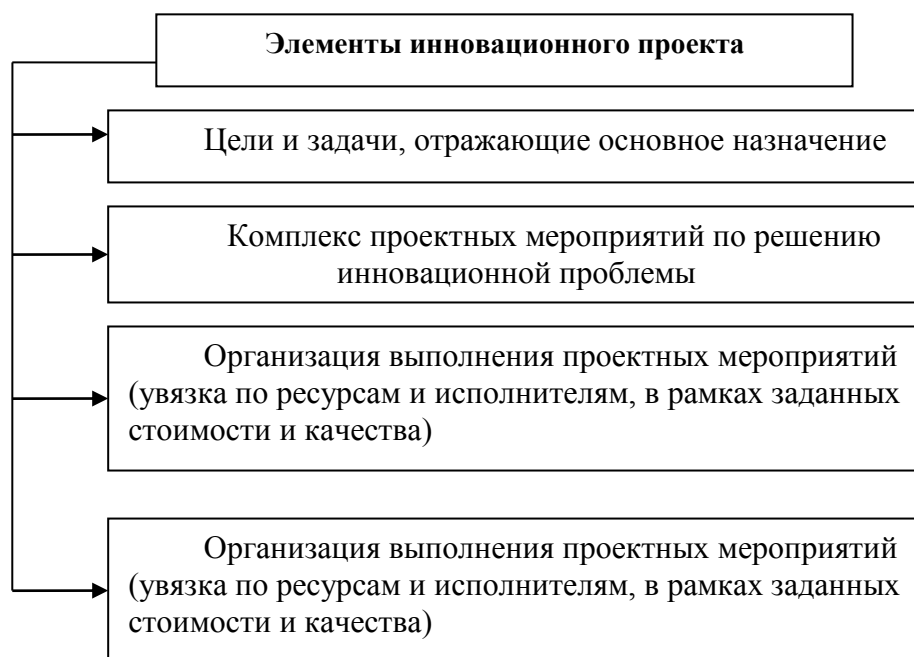 Элементы инновационного проекта
Цели и задачи, отражающие основное назначение
Комплекс проектных мероприятий по решению
инновационной проблемы
Организация выполнения проектных мероприятий
(увязка по ресурсам и исполнителям, в рамках заданных
стоимости и качества)
Организация выполнения проектных мероприятий
(увязка по ресурсам и исполнителям, в рамках заданных
стоимости и качества)